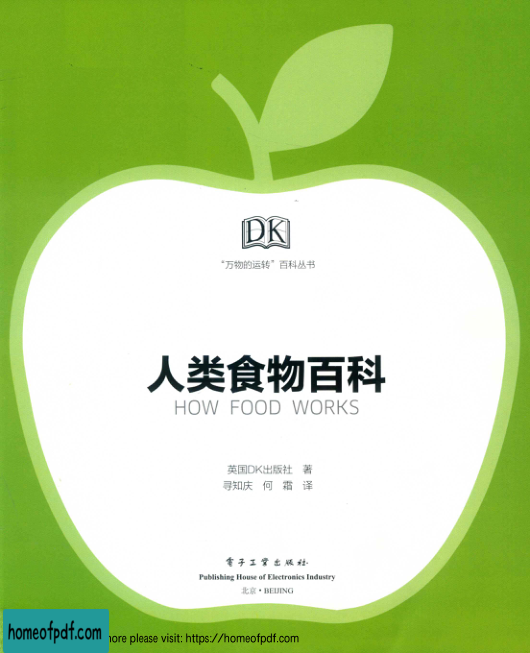 DK
“万物的运转”百科丛书
人类食物百科
HOW FOOD WORKS
英国DK出版社 著
寻知庆 何 霜 译
电子工业出版社
Publishing House of Electronics Industry
北京·BEIJING
homeofpdf.com
more please visit: https://homeofpdf.com